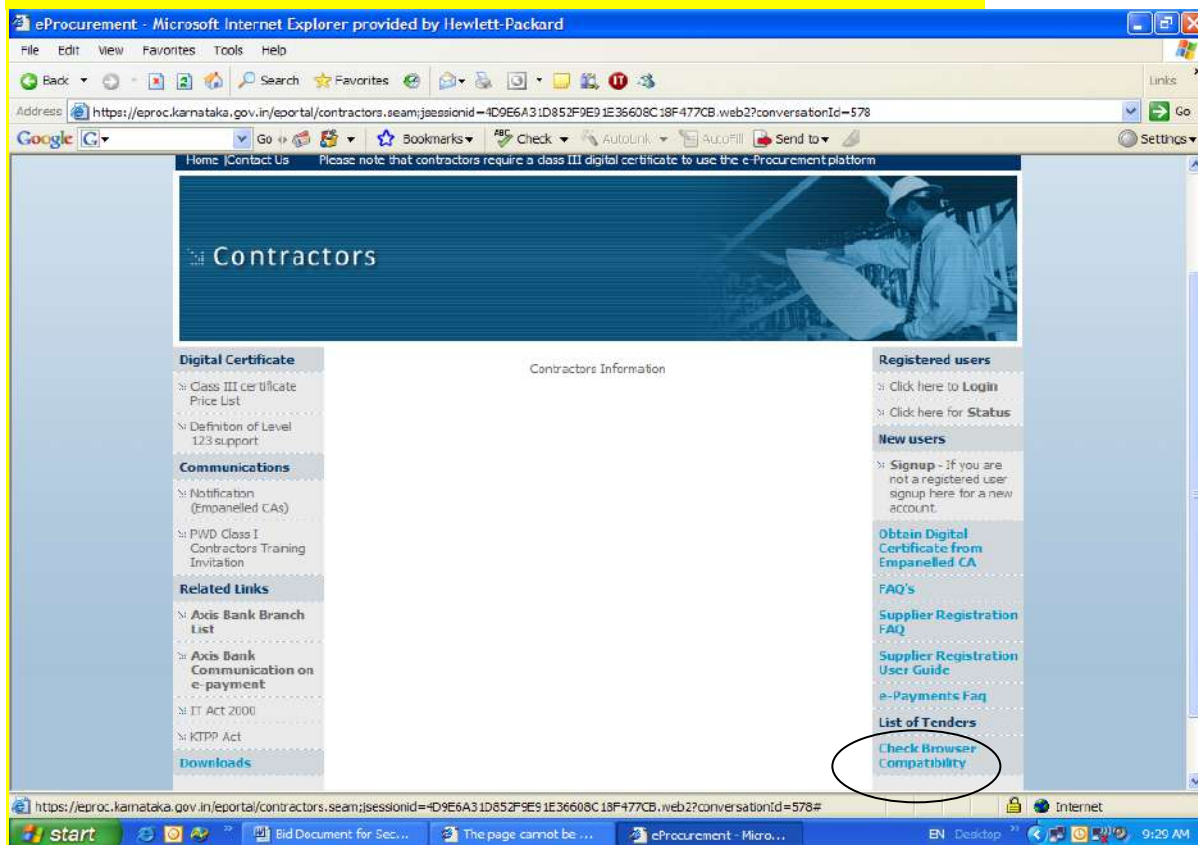 eProcurement - Microsoft Internet Explorer provided by Hewlett-Packard
File Edit View Favorites Tools Help
Back Search Favorites Links
Address https://eproc.karnataka.gov.in/eportal/contractors.seam;jsessionid=4D9E6A31D852F9E91E36608C18F477CB.web2?conversationId=578 Go
Google G Go Bookmarks ABC Check AutoLink AutoFill Send to Settings
Home |Contact Us Please note that contractors require a class III digital certificate to use the e-Procurement platform
Contractors
Digital Certificate
Class III certificate
Price List
Definiton of Level
123 support
Communications
Notification
(Empanelled CAs)
PWD Class I
Contractors Training
Invitation
Related Links
Axis Bank Branch
List
Axis Bank
Communication on
e-payment
IT Act 2000
KTPP Act
Downloads
Contractors Information
Registered users
Click here to Login
Click here for Status
New users
Signup - If you are
not a registered user
signup here for a new
account.
Obtain Digital
Certificate from
Empanelled CA
FAQ's
Supplier Registration
FAQ
Supplier Registration
User Guide
e-Payments Faq
List of Tenders
Check Browser
Compatibility
https://eproc.karnataka.gov.in/eportal/contractors.seam;jsessionid=4D9E6A31D852F9E91E36608C18F477CB.web2?conversationId=578# Internet
start Bid Document for Sec... The page cannot be ... eProcurement - Micro... EN Desktop 9:29 AM